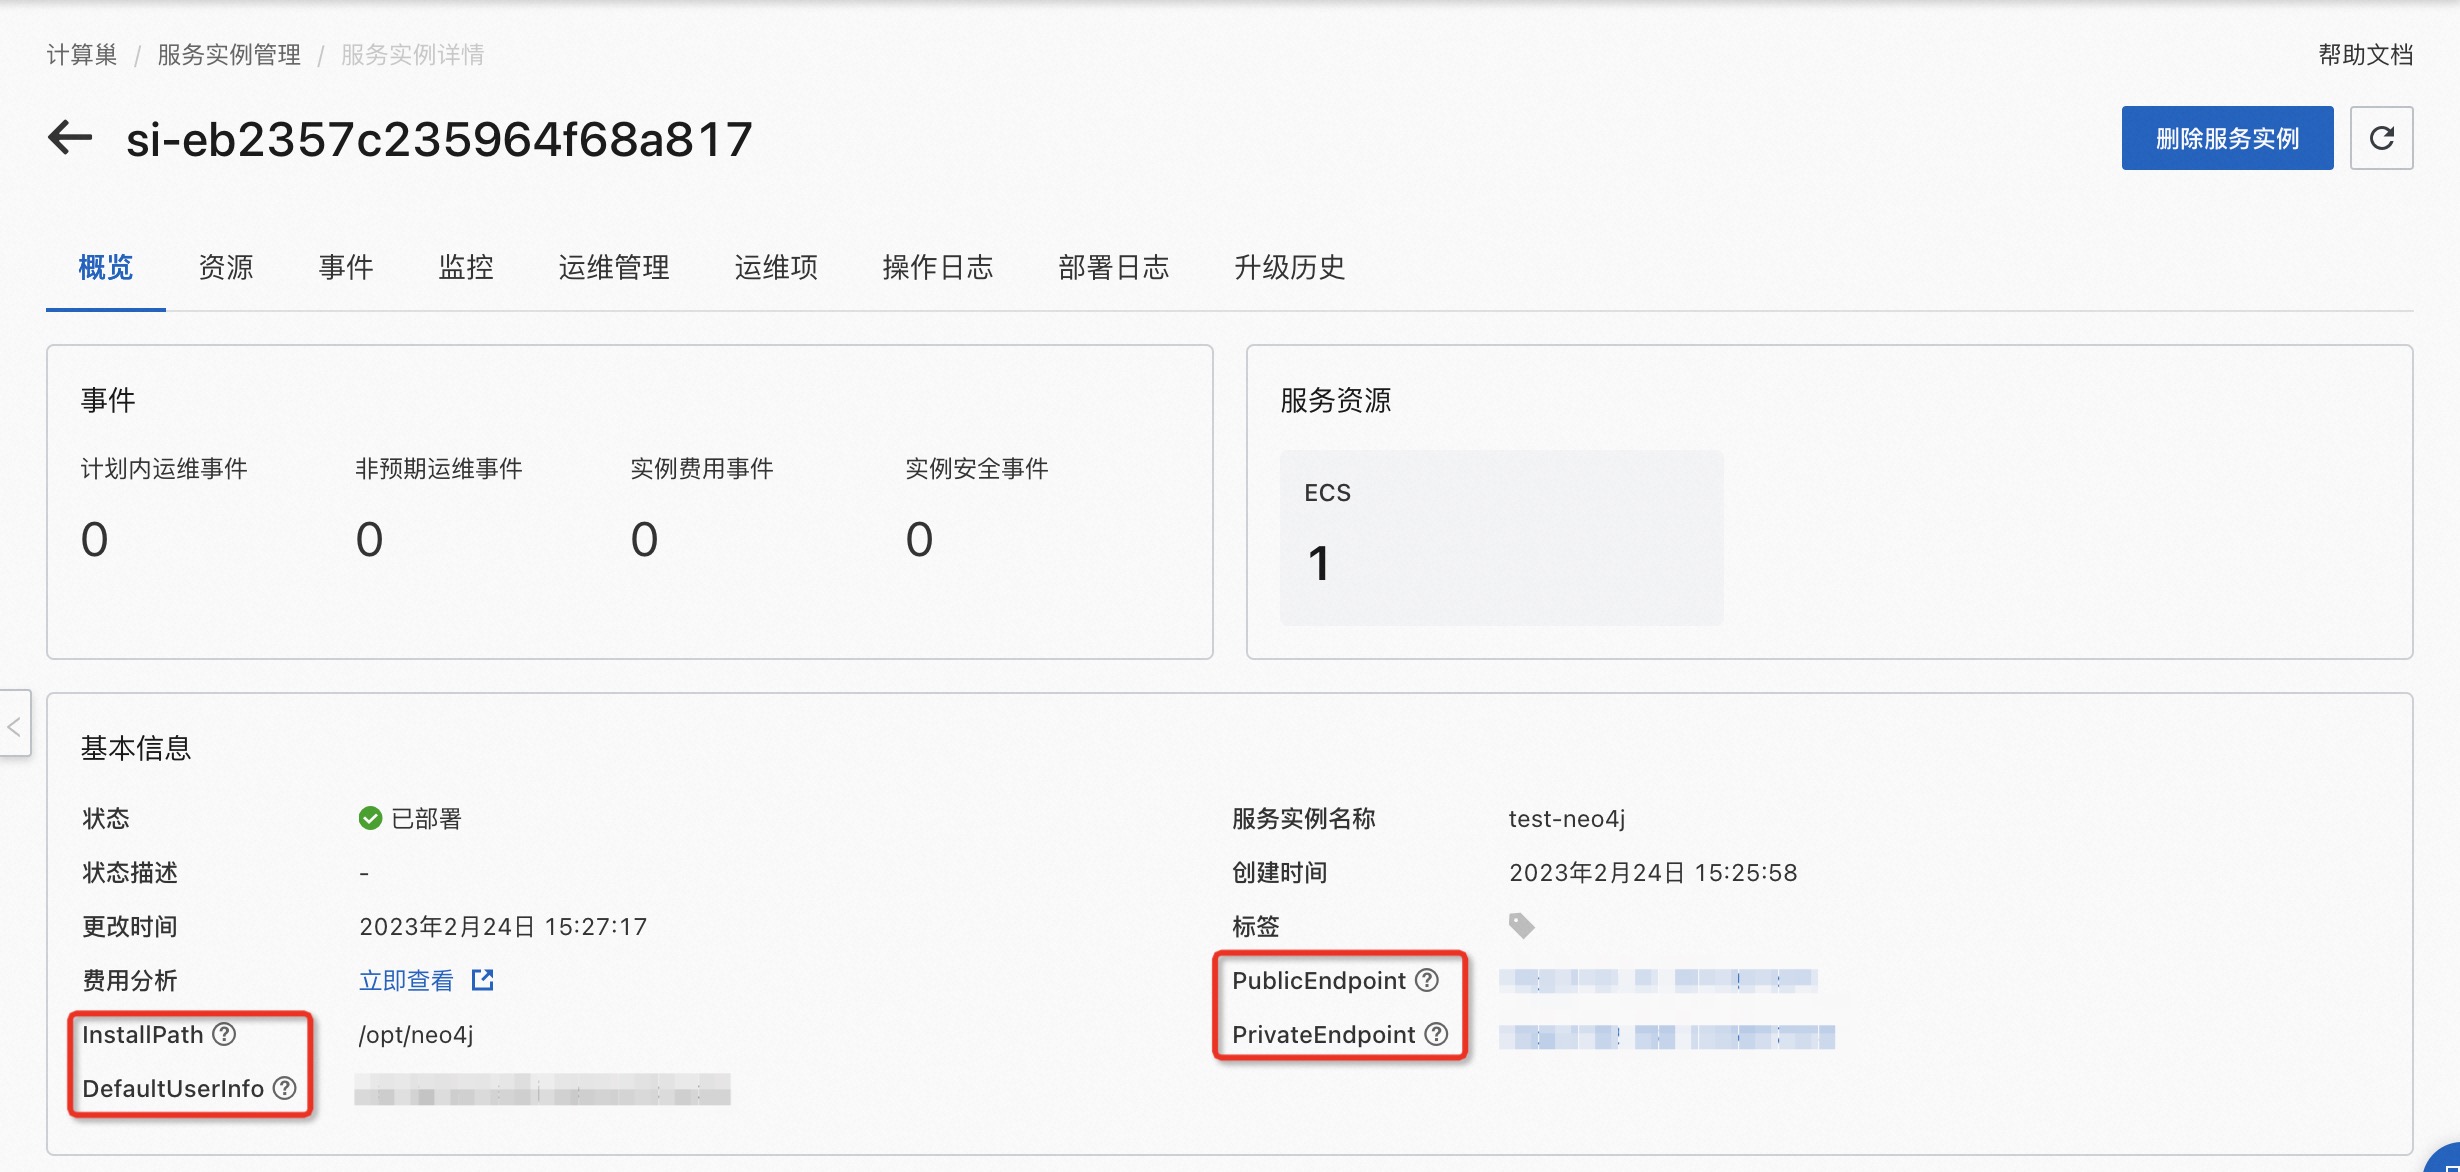 计算巢 / 服务实例管理 / 服务实例详情
帮助文档
si-eb2357c235964f68a817
删除服务实例
概览 资源 事件 监控 运维管理 运维项 操作日志 部署日志 升级历史
事件
计划内运维事件 非预期运维事件 实例费用事件 实例安全事件
0 0 0 0
服务资源
ECS
1
基本信息
状态 已部署
服务实例名称 test-neo4j
状态描述 -
创建时间 2023年2月24日 15:25:58
更改时间 2023年2月24日 15:27:17
标签
费用分析 立即查看
PublicEndpoint
InstallPath /opt/neo4j
PrivateEndpoint
DefaultUserInfo